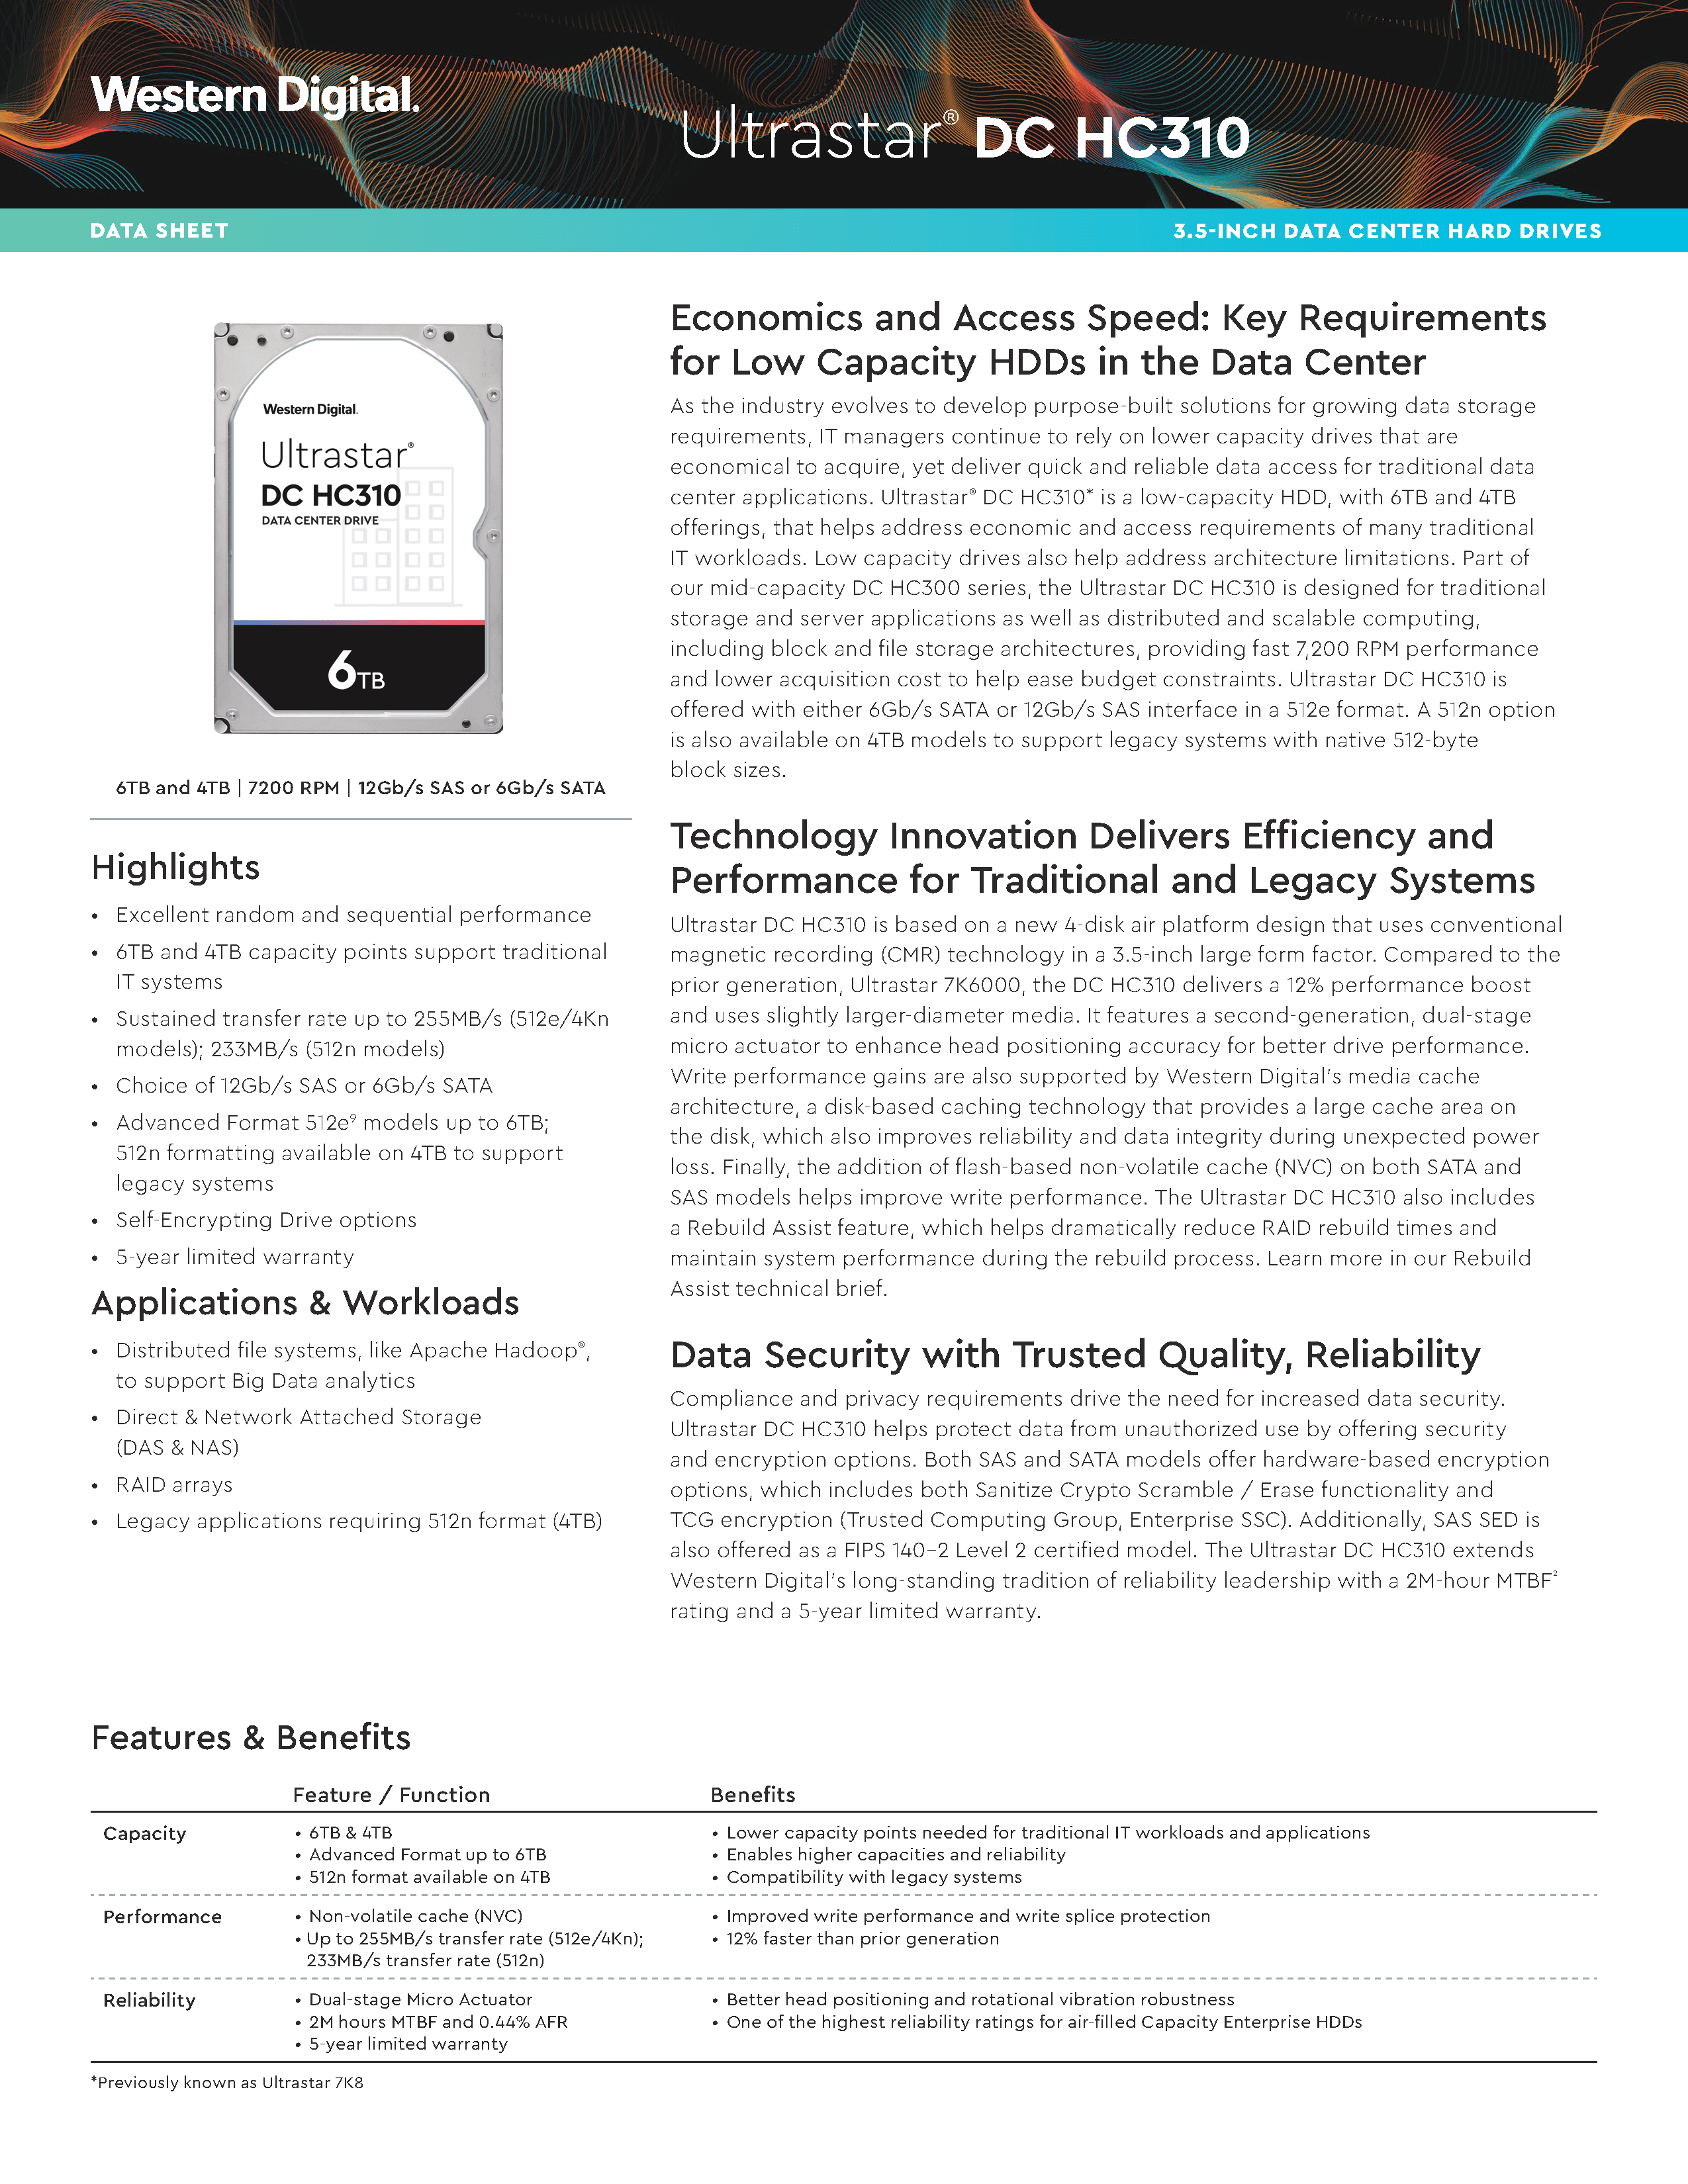 Western Digital.
Ultrastar® DC HC310
DATA SHEET
3.5-INCH DATA CENTER HARD DRIVES
Western Digital.
Ultrastar®
DC HC310
DATA CENTER DRIVE
6TB
6TB and 4TB | 7200 RPM | 12Gb/s SAS or 6Gb/s SATA
Highlights
• Excellent random and sequential performance
• 6TB and 4TB capacity points support traditional
IT systems
• Sustained transfer rate up to 255MB/s (512e/4Kn
models); 233MB/s (512n models)
• Choice of 12Gb/s SAS or 6Gb/s SATA
• Advanced Format 512e⁹ models up to 6TB;
512n formatting available on 4TB to support
legacy systems
• Self-Encrypting Drive options
• 5-year limited warranty
Applications & Workloads
• Distributed file systems, like Apache Hadoop®,
to support Big Data analytics
• Direct & Network Attached Storage
(DAS & NAS)
• RAID arrays
• Legacy applications requiring 512n format (4TB)
Economics and Access Speed: Key Requirements
for Low Capacity HDDs in the Data Center
As the industry evolves to develop purpose-built solutions for growing data storage
requirements, IT managers continue to rely on lower capacity drives that are
economical to acquire, yet deliver quick and reliable data access for traditional data
center applications. Ultrastar® DC HC310* is a low-capacity HDD, with 6TB and 4TB
offerings, that helps address economic and access requirements of many traditional
IT workloads. Low capacity drives also help address architecture limitations. Part of
our mid-capacity DC HC300 series, the Ultrastar DC HC310 is designed for traditional
storage and server applications as well as distributed and scalable computing,
including block and file storage architectures, providing fast 7,200 RPM performance
and lower acquisition cost to help ease budget constraints. Ultrastar DC HC310 is
offered with either 6Gb/s SATA or 12Gb/s SAS interface in a 512e format. A 512n option
is also available on 4TB models to support legacy systems with native 512-byte
block sizes.
Technology Innovation Delivers Efficiency and
Performance for Traditional and Legacy Systems
Ultrastar DC HC310 is based on a new 4-disk air platform design that uses conventional
magnetic recording (CMR) technology in a 3.5-inch large form factor. Compared to the
prior generation, Ultrastar 7K6000, the DC HC310 delivers a 12% performance boost
and uses slightly larger-diameter media. It features a second-generation, dual-stage
micro actuator to enhance head positioning accuracy for better drive performance.
Write performance gains are also supported by Western Digital's media cache
architecture, a disk-based caching technology that provides a large cache area on
the disk, which also improves reliability and data integrity during unexpected power
loss. Finally, the addition of flash-based non-volatile cache (NVC) on both SATA and
SAS models helps improve write performance. The Ultrastar DC HC310 also includes
a Rebuild Assist feature, which helps dramatically reduce RAID rebuild times and
maintain system performance during the rebuild process. Learn more in our Rebuild
Assist technical brief.
Data Security with Trusted Quality, Reliability
Compliance and privacy requirements drive the need for increased data security.
Ultrastar DC HC310 helps protect data from unauthorized use by offering security
and encryption options. Both SAS and SATA models offer hardware-based encryption
options, which includes both Sanitize Crypto Scramble / Erase functionality and
TCG encryption (Trusted Computing Group, Enterprise SSC). Additionally, SAS SED is
also offered as a FIPS 140-2 Level 2 certified model. The Ultrastar DC HC310 extends
Western Digital's long-standing tradition of reliability leadership with a 2M-hour MTBF²
rating and a 5-year limited warranty.
Features & Benefits
Feature / Function Benefits
Capacity
• 6TB & 4TB
• Advanced Format up to 6TB
• 512n format available on 4TB
• Lower capacity points needed for traditional IT workloads and applications
• Enables higher capacities and reliability
• Compatibility with legacy systems
Performance
• Non-volatile cache (NVC)
• Up to 255MB/s transfer rate (512e/4Kn);
233MB/s transfer rate (512n)
• Improved write performance and write splice protection
• 12% faster than prior generation
Reliability
• Dual-stage Micro Actuator
• 2M hours MTBF and 0.44% AFR
• 5-year limited warranty
• Better head positioning and rotational vibration robustness
• One of the highest reliability ratings for air-filled Capacity Enterprise HDDs
*Previously known as Ultrastar 7K8